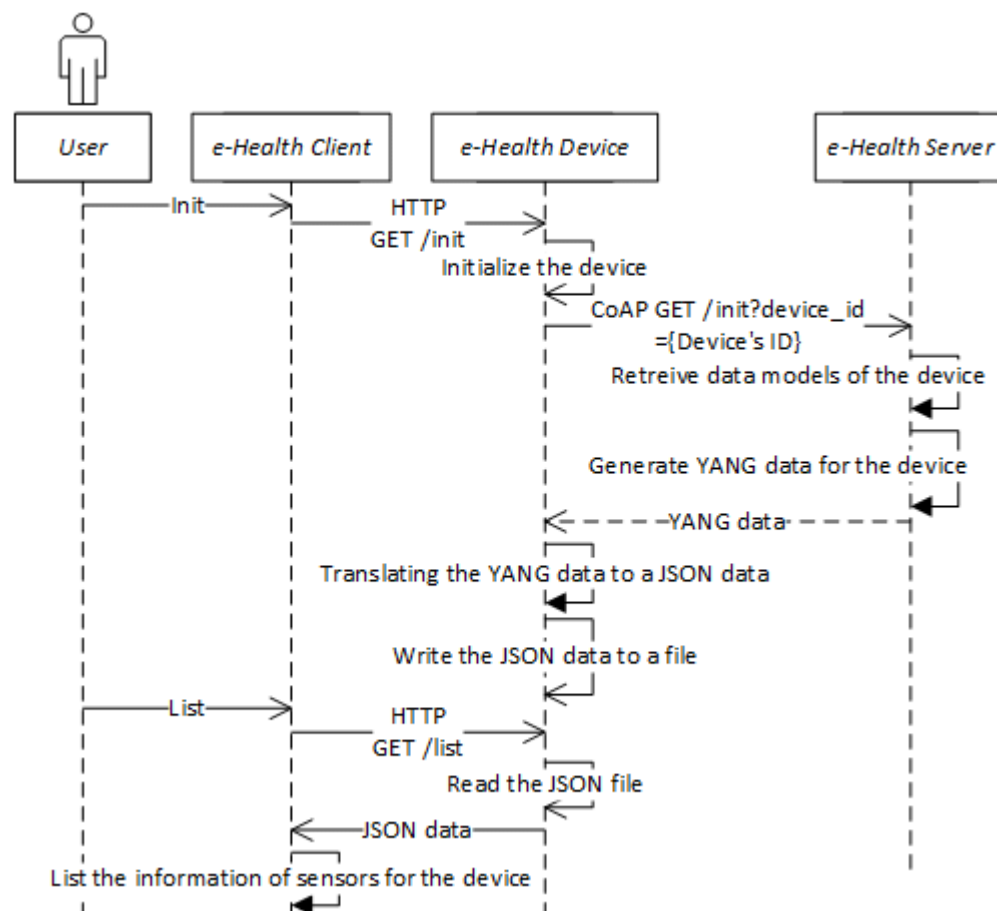 User
e-Health Client
e-Health Device
e-Health Server
Init
HTTP
GET /init
Initialize the device
CoAP GET /init?device_id
={Device's ID}
Retreive data models of the device
Generate YANG data for the device
YANG data
Translating the YANG data to a JSON data
Write the JSON data to a file
List
HTTP
GET /list
Read the JSON file
JSON data
List the information of sensors for the device